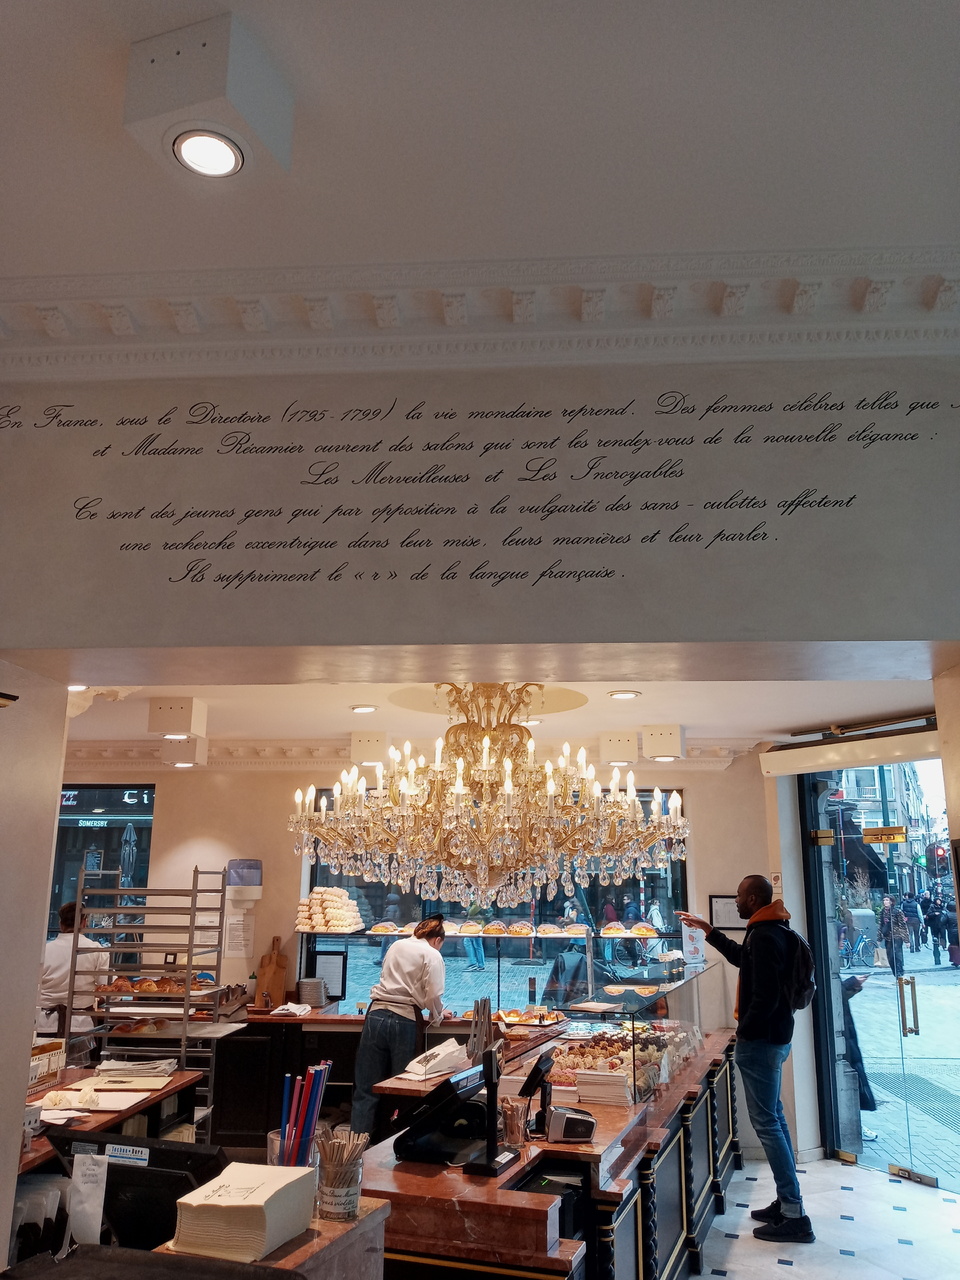 En France, sous le Directoire (1795-1799) la vie mondaine reprend. Des femmes célèbres telles que
et Madame Récamier ouvrent des salons qui sont les rendez-vous de la nouvelle élégance :
Les Merveilleuses et Les Incroyables
Ce sont des jeunes gens qui par opposition à la vulgarité des sans - culottes affectent
une recherche excentrique dans leur mise, leurs manières et leur parler.
Ils suppriment le « r » de la langue française.
SOMERSBY